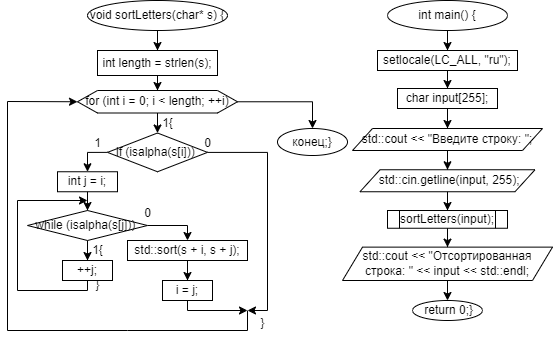 void sortLetters(char* s) {
int length = strlen(s);
for (int i = 0; i < length; ++i)
1{
конец;}
if (isalpha(s[i]))
1
0
int j = i;
while (isalpha(s[j]))
0
1{
++j;
}
std::sort(s + i, s + j);
i = j;
}
int main() {
setlocale(LC_ALL, "ru");
char input[255];
std::cout << "Введите строку: ";
std::cin.getline(input, 255);
sortLetters(input);
std::cout << "Отсортированная
строка: " << input << std::endl;
return 0;}